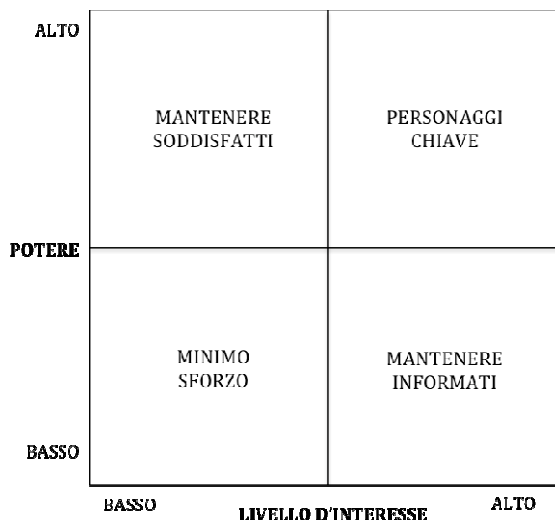 ALTO
MANTENERE
SODDISFATTI
PERSONAGGI
CHIAVE
POTERE
MINIMO
SFORZO
MANTENERE
INFORMATI
BASSO
BASSO
LIVELLO D'INTERESSE
ALTO